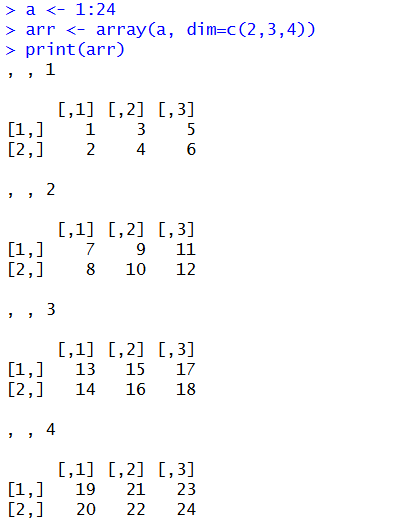 > a <- 1:24
> arr <- array(a, dim=c(2,3,4))
> print(arr)
, , 1
     [,1] [,2] [,3]
[1,]    1    3    5
[2,]    2    4    6
, , 2
     [,1] [,2] [,3]
[1,]    7    9   11
[2,]    8   10   12
, , 3
     [,1] [,2] [,3]
[1,]   13   15   17
[2,]   14   16   18
, , 4
     [,1] [,2] [,3]
[1,]   19   21   23
[2,]   20   22   24